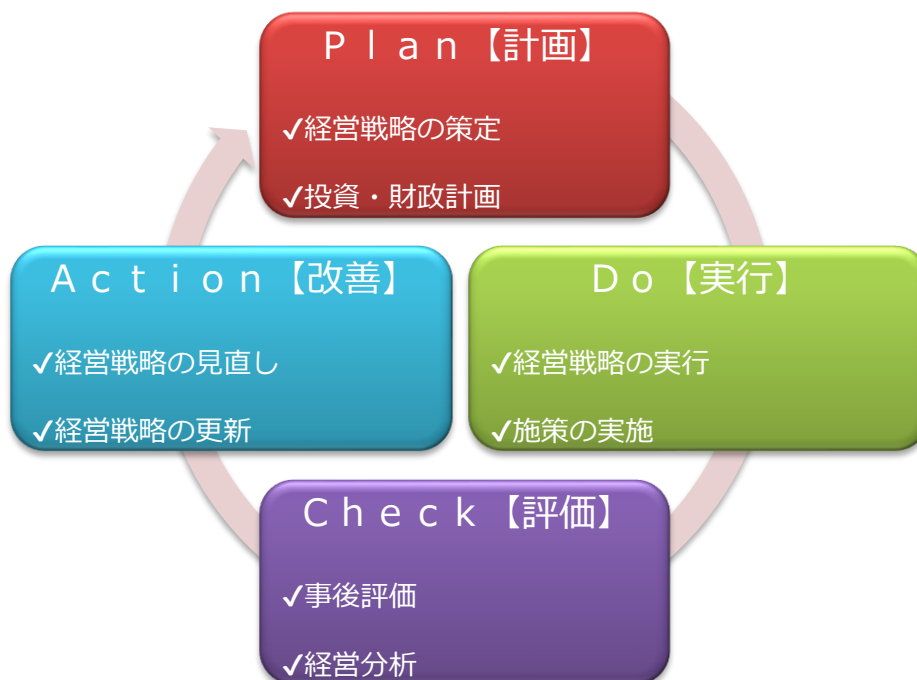 Ｐｌａｎ【計画】
✓経営戦略の策定
✓投資・財政計画
Ａｃｔｉｏｎ【改善】
✓経営戦略の見直し
✓経営戦略の更新
Ｄｏ【実行】
✓経営戦略の実行
✓施策の実施
Ｃｈｅｃｋ【評価】
✓事後評価
✓経営分析